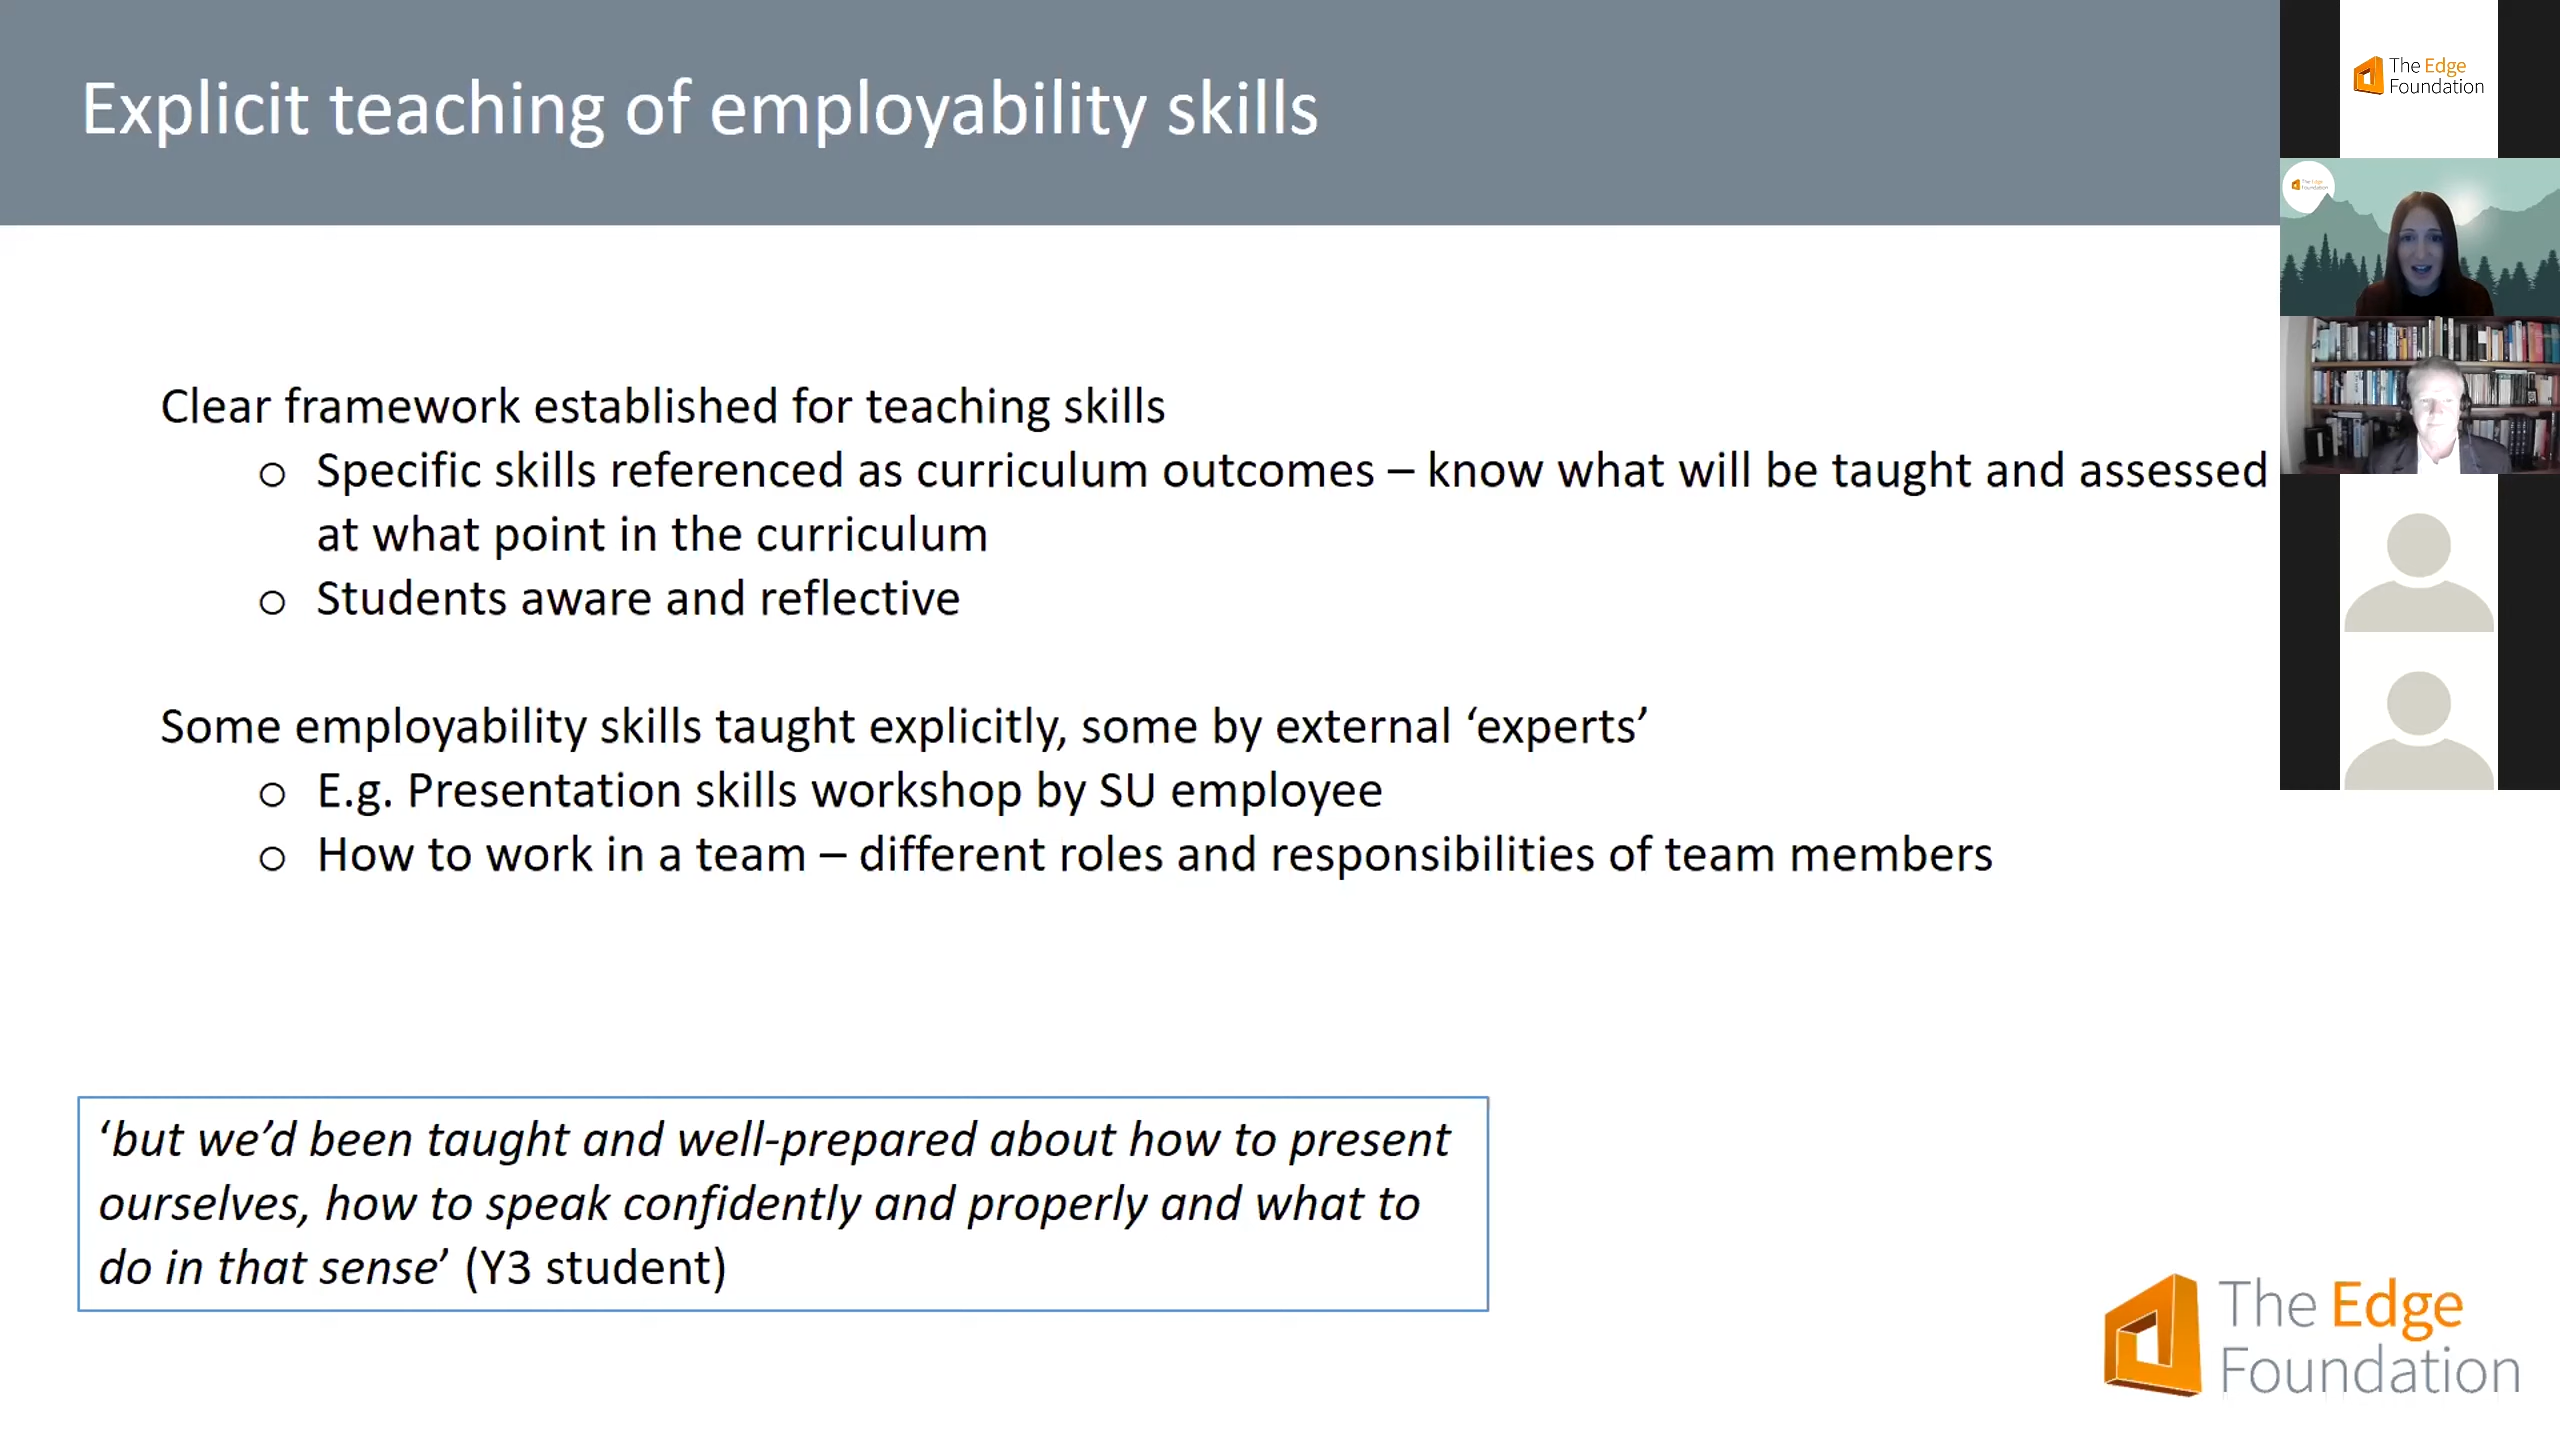 Explicit teaching of employability skills
Clear framework established for teaching skills
o Specific skills referenced as curriculum outcomes – know what will be taught and assessed
at what point in the curriculum
o Students aware and reflective
Some employability skills taught explicitly, some by external ‘experts’
o E.g. Presentation skills workshop by SU employee
o How to work in a team – different roles and responsibilities of team members
‘but we’d been taught and well-prepared about how to present
ourselves, how to speak confidently and properly and what to
do in that sense’ (Y3 student)
The Edge
Foundation
The Edge
Foundation
The Edge
Foundation